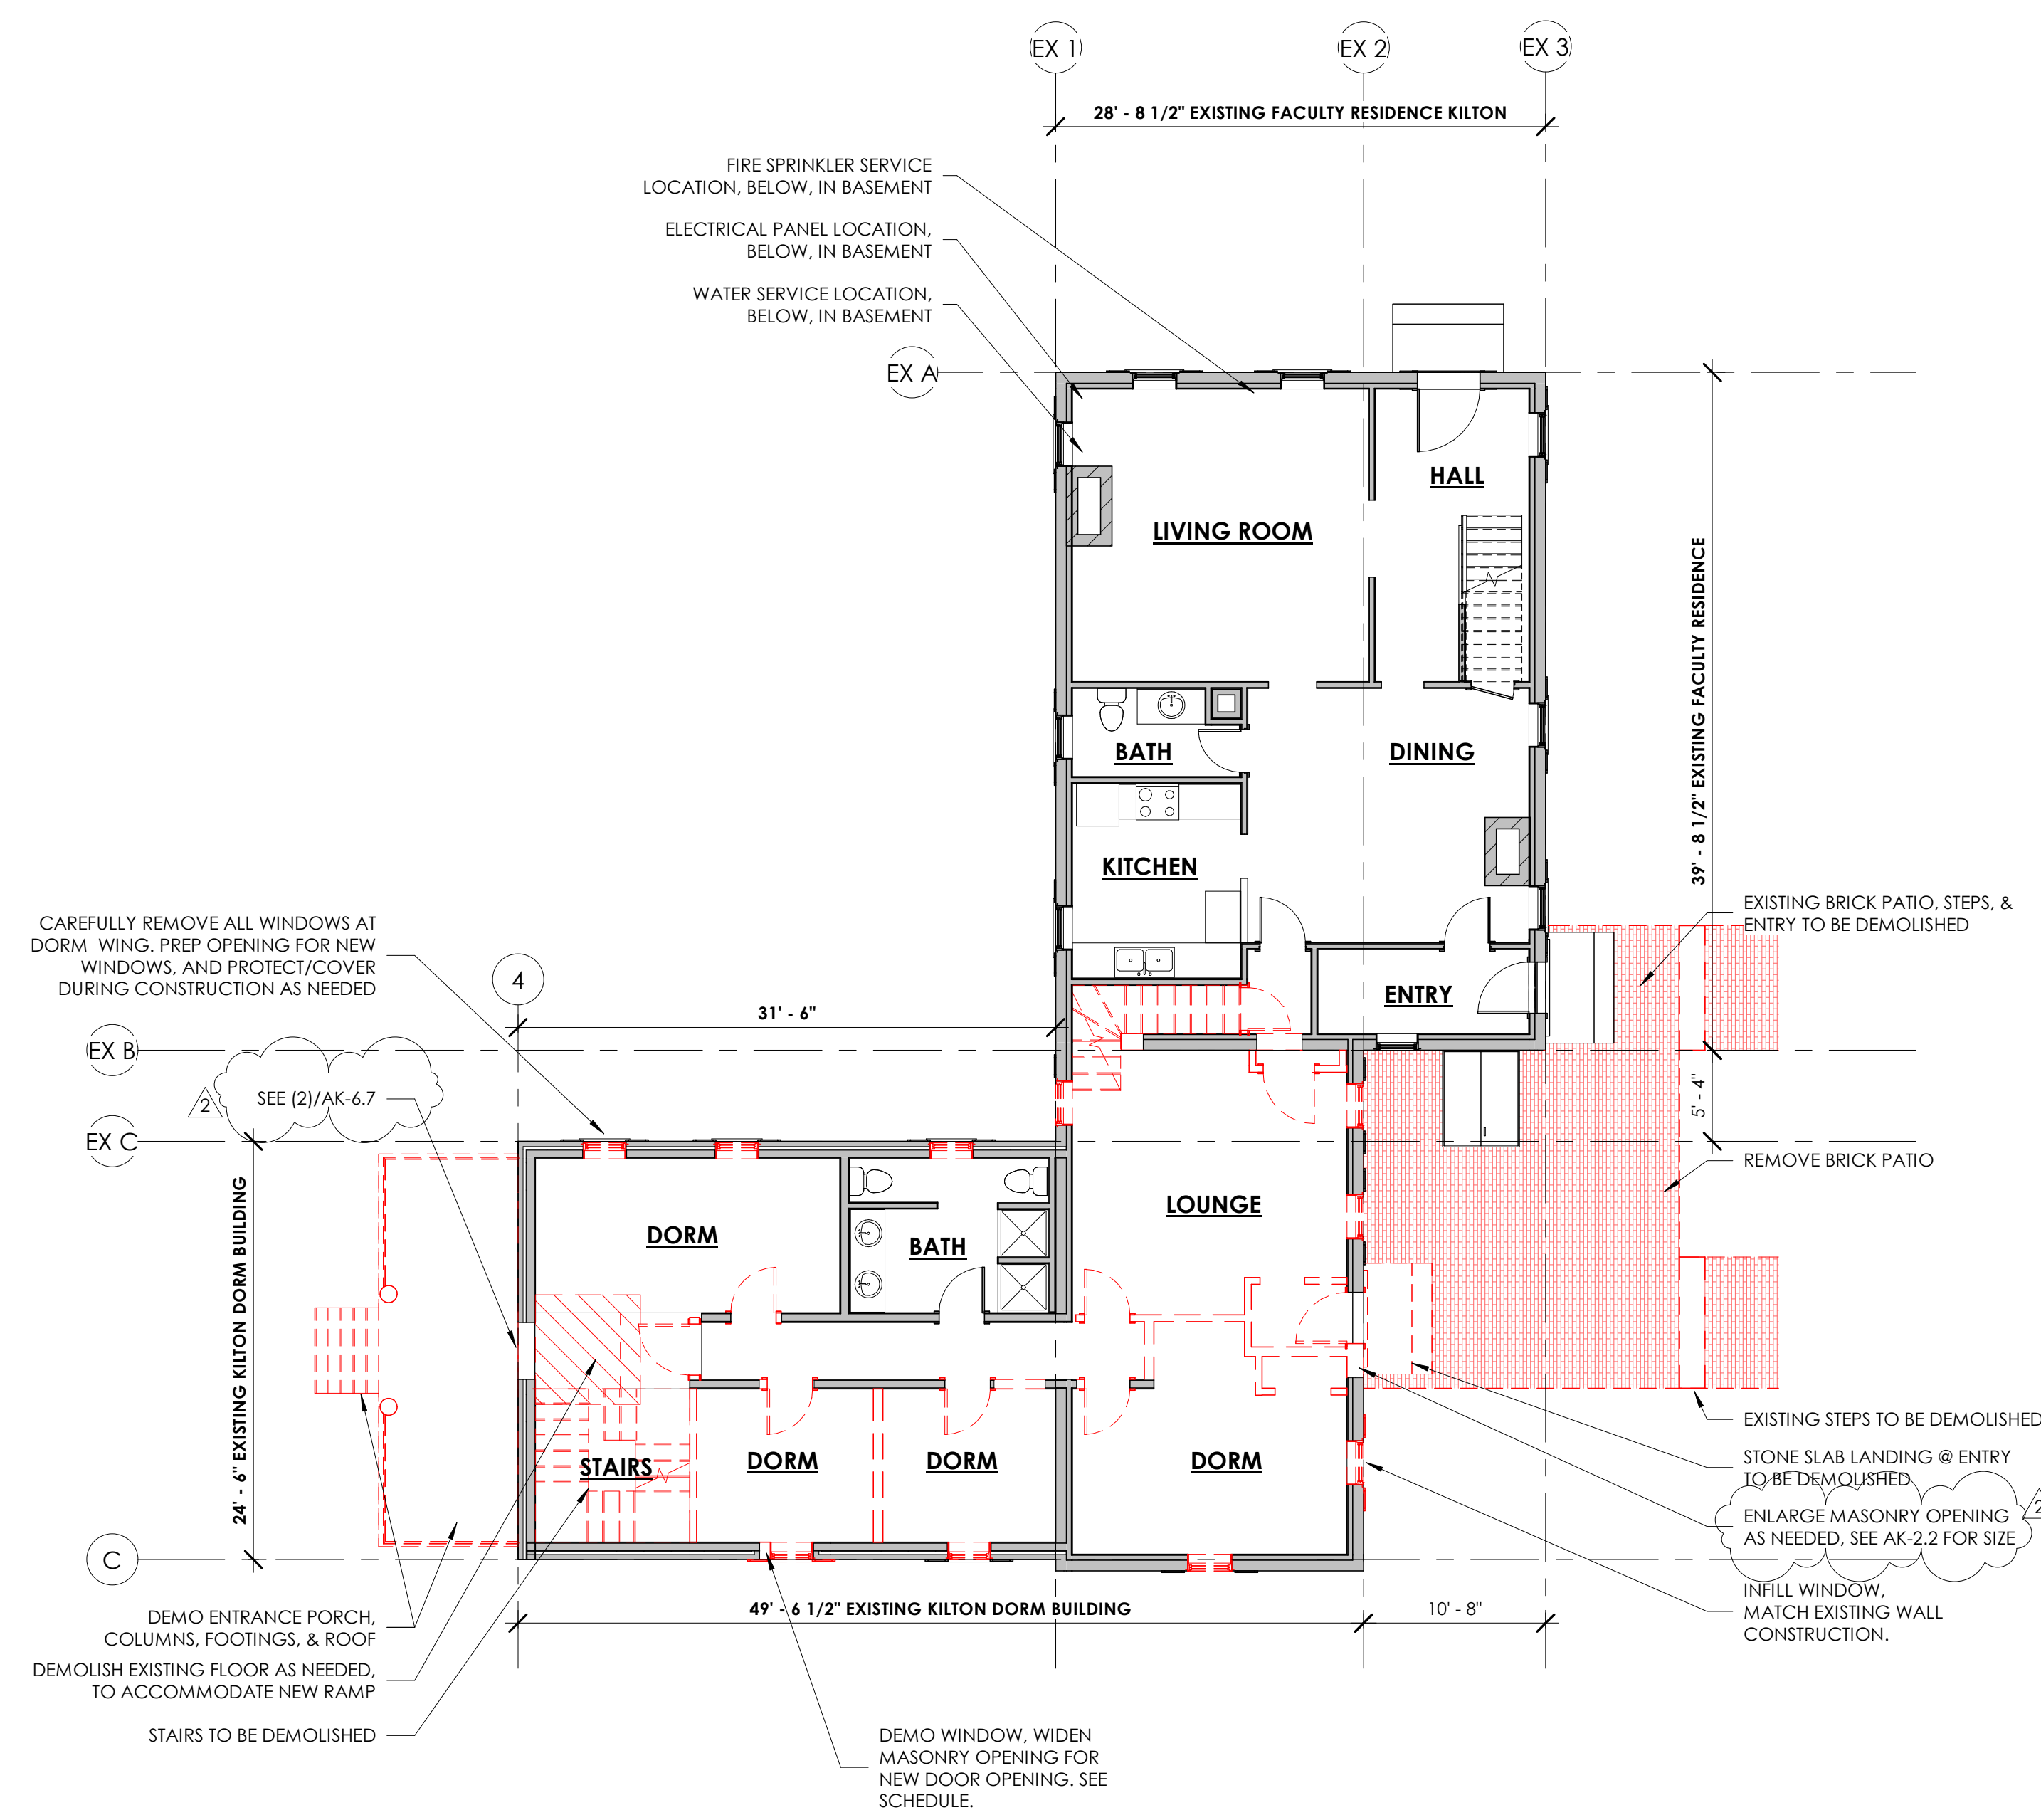 EX 1
EX 2
EX 3
28' - 8 1/2" EXISTING FACULTY RESIDENCE KILTON
FIRE SPRINKLER SERVICE
LOCATION, BELOW, IN BASEMENT
ELECTRICAL PANEL LOCATION,
BELOW, IN BASEMENT
WATER SERVICE LOCATION,
BELOW, IN BASEMENT
EX A
HALL
LIVING ROOM
39' - 8 1/2" EXISTING FACULTY RESIDENCE
BATH
DINING
KITCHEN
EXISTING BRICK PATIO, STEPS, &
ENTRY TO BE DEMOLISHED
CAREFULLY REMOVE ALL WINDOWS AT
DORM WING. PREP OPENING FOR NEW
WINDOWS, AND PROTECT/COVER
DURING CONSTRUCTION AS NEEDED
4
ENTRY
31' - 6"
EX B
SEE (2)/AK-6.7
2
5' - 4"
EX C
REMOVE BRICK PATIO
LOUNGE
DORM
BATH
24' - 6" EXISTING KILTON DORM BUILDING
EXISTING STEPS TO BE DEMOLISHED
STAIRS
DORM
DORM
DORM
STONE SLAB LANDING @ ENTRY
TO BE DEMOLISHED
ENLARGE MASONRY OPENING
AS NEEDED, SEE AK-2.2 FOR SIZE
2
C
INFILL WINDOW,
MATCH EXISTING WALL
CONSTRUCTION.
49' - 6 1/2" EXISTING KILTON DORM BUILDING
10' - 8"
DEMO ENTRANCE PORCH,
COLUMNS, FOOTINGS, & ROOF
DEMOLISH EXISTING FLOOR AS NEEDED,
TO ACCOMMODATE NEW RAMP
STAIRS TO BE DEMOLISHED
DEMO WINDOW, WIDEN
MASONRY OPENING FOR
NEW DOOR OPENING. SEE
SCHEDULE.